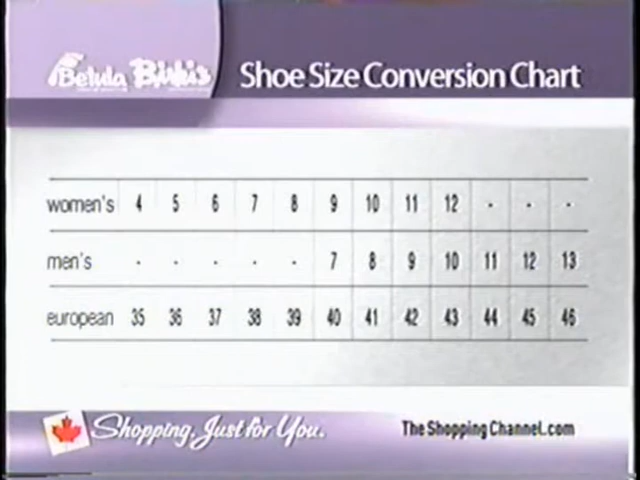 Betula Birki's Shoe Size Conversion Chart
women's 4 5 6 7 8 9 10 11 12 - - -
men's - - - - - 7 8 9 10 11 12 13
european 35 36 37 38 39 40 41 42 43 44 45 46
Shopping. Just for You. TheShoppingChannel.com